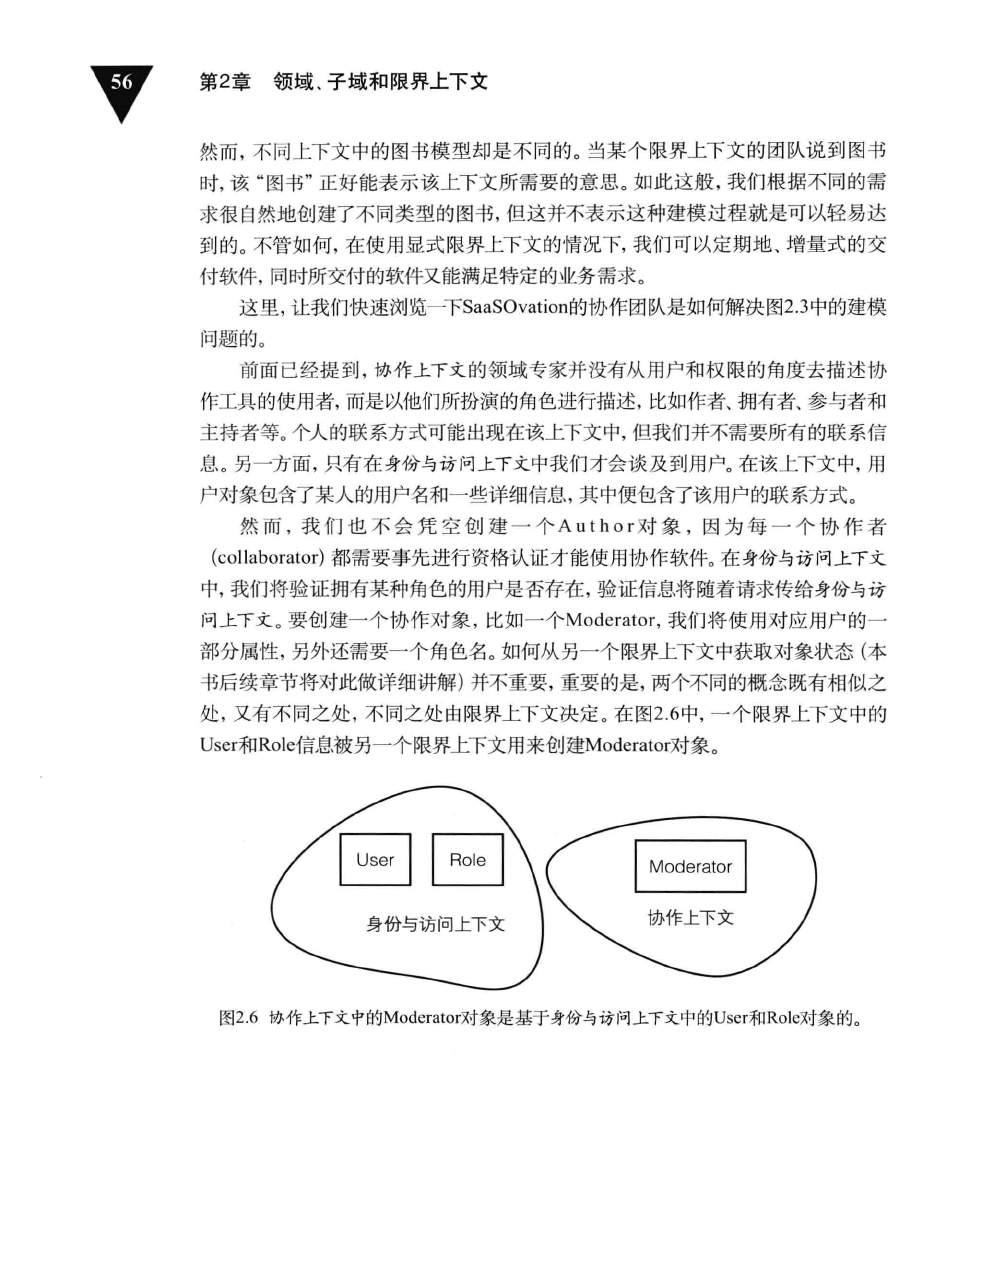 56
第2章 领域、子域和限界上下文
然而，不同上下文中的图书模型却是不同的。当某个限界上下文的团队说到图书
时，该“图书”正好能表示该上下文所需要的意思。如此这般，我们根据不同的需
求很自然地创建了不同类型的图书，但这并不表示这种建模过程就是可以轻易达
到的。不管如何，在使用显式限界上下文的情况下，我们可以定期地、增量式的交
付软件，同时所交付的软件又能满足特定的业务需求。
这里，让我们快速浏览一下SaaSOvation的协作团队是如何解决图2.3中的建模
问题的。
前面已经提到，协作上下文的领域专家并没有从用户和权限的角度去描述协
作工具的使用者，而是以他们所扮演的角色进行描述，比如作者、拥有者、参与者和
主持者等。个人的联系方式可能出现在该上下文中，但我们并不需要所有的联系信
息。另一方面，只有在身份与访问上下文中我们才会谈及到用户。在该上下文中，用
户对象包含了某人的用户名和一些详细信息，其中便包含了该用户的联系方式。
然而，我们也不会凭空创建一个Author对象，因为每一个协作者
（collaborator）都需要事先进行资格认证才能使用协作软件。在身份与访问上下文
中，我们将验证拥有某种角色的用户是否存在，验证信息将随着请求传给身份与访
问上下文。要创建一个协作对象，比如一个Moderator，我们将使用对应用户的一
部分属性，另外还需要一个角色名。如何从另一个限界上下文中获取对象状态（本
书后续章节将对此做详细讲解）并不重要，重要的是，两个不同的概念既有相似之
处，又有不同之处，不同之处由限界上下文决定。在图2.6中，一个限界上下文中的
User和Role信息被另一个限界上下文用来创建Moderator对象。
User
Role
身份与访问上下文
Moderator
协作上下文
图2.6 协作上下文中的Moderator对象是基于身份与访问上下文中的User和Role对象的。